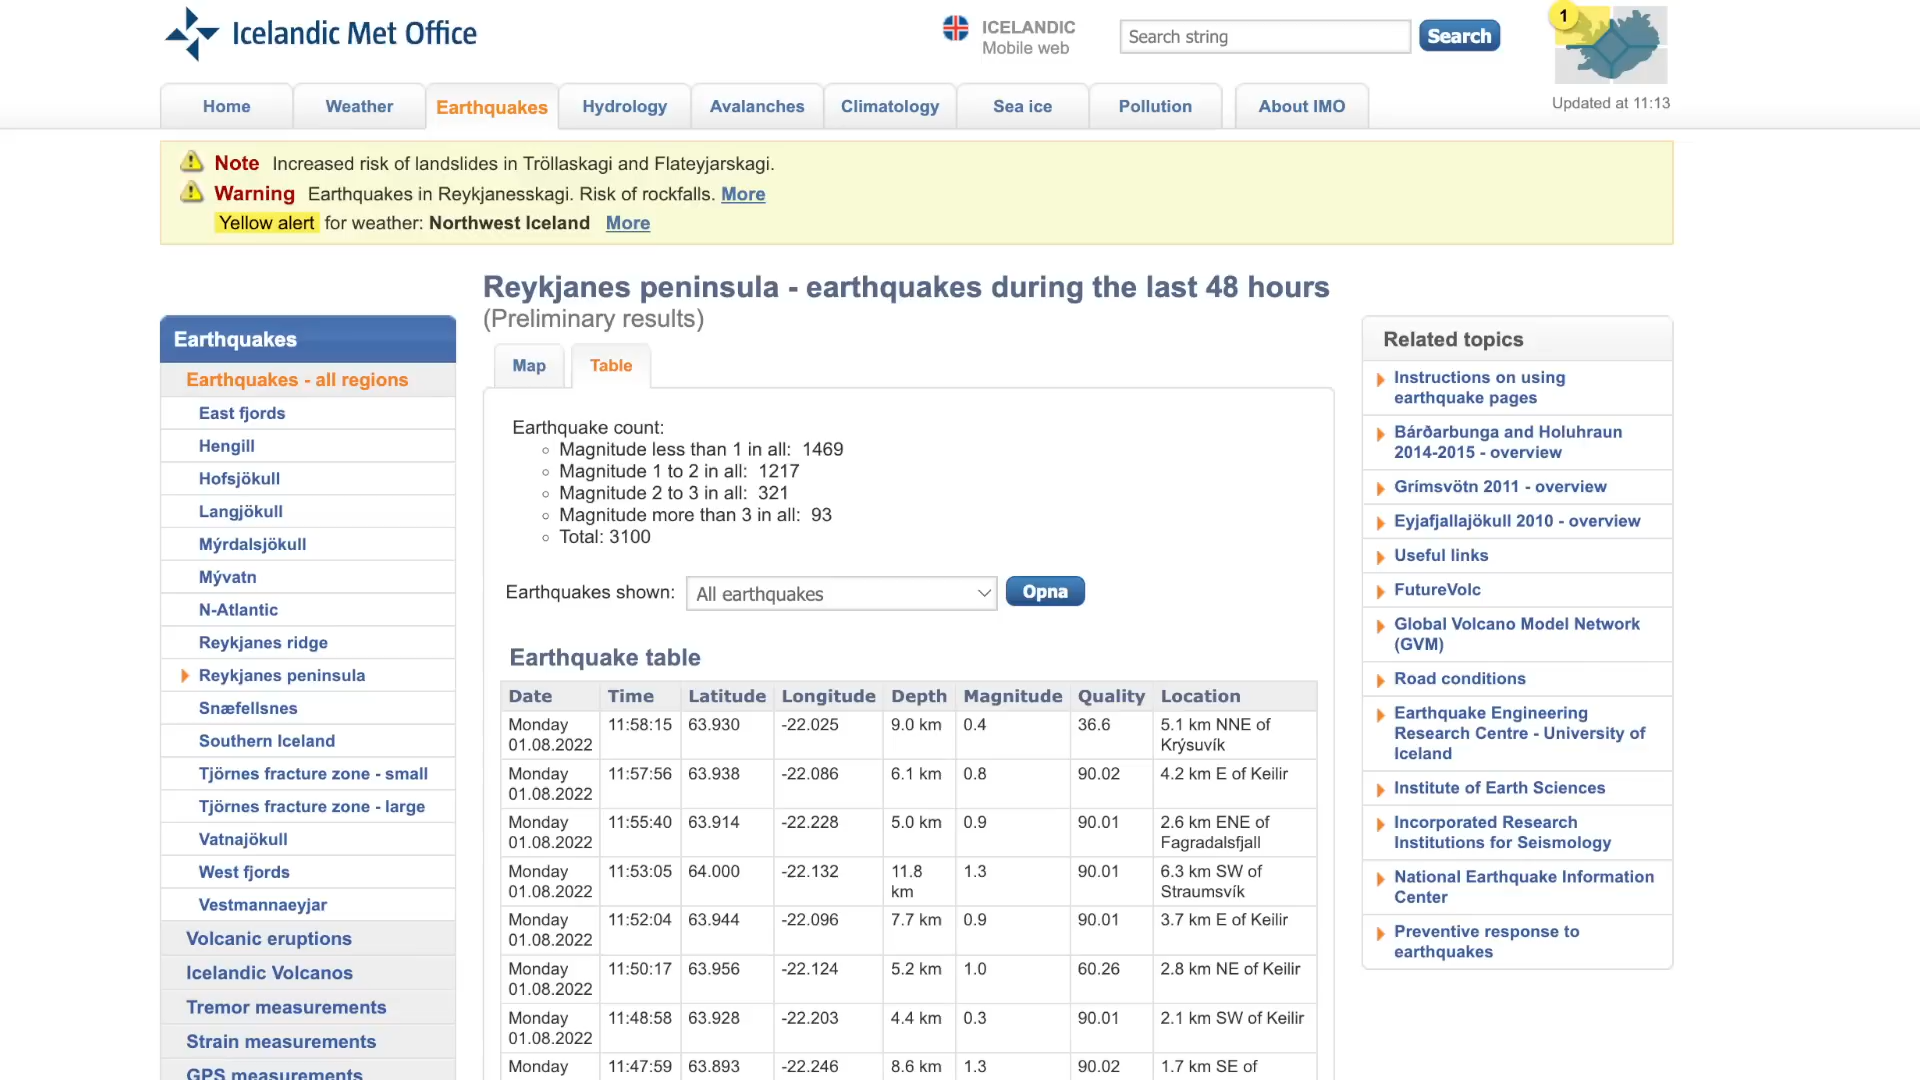 Icelandic Met Office
ICELANDIC
Mobile web
Search string
Search
1
Updated at 11:13
Home
Weather
Earthquakes
Hydrology
Avalanches
Climatology
Sea ice
Pollution
About IMO
Note Increased risk of landslides in Tröllaskagi and Flateyjarskagi.
Warning Earthquakes in Reykjanesskagi. Risk of rockfalls. More
Yellow alert for weather: Northwest Iceland More
Earthquakes
Earthquakes - all regions
East fjords
Hengill
Hofsjökull
Langjökull
Mýrdalsjökull
Mývatn
N-Atlantic
Reykjanes ridge
Reykjanes peninsula
Snæfellsnes
Southern Iceland
Tjörnes fracture zone - small
Tjörnes fracture zone - large
Vatnajökull
West fjords
Vestmannaeyjar
Volcanic eruptions
Icelandic Volcanos
Tremor measurements
Strain measurements
GPS measurements
Reykjanes peninsula - earthquakes during the last 48 hours
(Preliminary results)
Map
Table
Earthquake count:
Magnitude less than 1 in all: 1469
Magnitude 1 to 2 in all: 1217
Magnitude 2 to 3 in all: 321
Magnitude more than 3 in all: 93
Total: 3100
Earthquakes shown: All earthquakes Opna
Earthquake table
Date Time Latitude Longitude Depth Magnitude Quality Location
Monday 11:58:15 63.930 -22.025 9.0 km 0.4 36.6 5.1 km NNE of
01.08.2022 Krýsuvík
Monday 11:57:56 63.938 -22.086 6.1 km 0.8 90.02 4.2 km E of Keilir
01.08.2022
Monday 11:55:40 63.914 -22.228 5.0 km 0.9 90.01 2.6 km ENE of
01.08.2022 Fagradalsfjall
Monday 11:53:05 64.000 -22.132 11.8 1.3 90.01 6.3 km SW of
01.08.2022 km Straumsvík
Monday 11:52:04 63.944 -22.096 7.7 km 0.9 90.01 3.7 km E of Keilir
01.08.2022
Monday 11:50:17 63.956 -22.124 5.2 km 1.0 60.26 2.8 km NE of Keilir
01.08.2022
Monday 11:48:58 63.928 -22.203 4.4 km 0.3 90.01 2.1 km SW of Keilir
01.08.2022
Monday 11:47:59 63.893 -22.246 8.6 km 1.3 90.02 1.7 km SE of
Related topics
Instructions on using
earthquake pages
Bárðarbunga and Holuhraun
2014-2015 - overview
Grímsvötn 2011 - overview
Eyjafjallajökull 2010 - overview
Useful links
FutureVolc
Global Volcano Model Network
(GVM)
Road conditions
Earthquake Engineering
Research Centre - University of
Iceland
Institute of Earth Sciences
Incorporated Research
Institutions for Seismology
National Earthquake Information
Center
Preventive response to
earthquakes